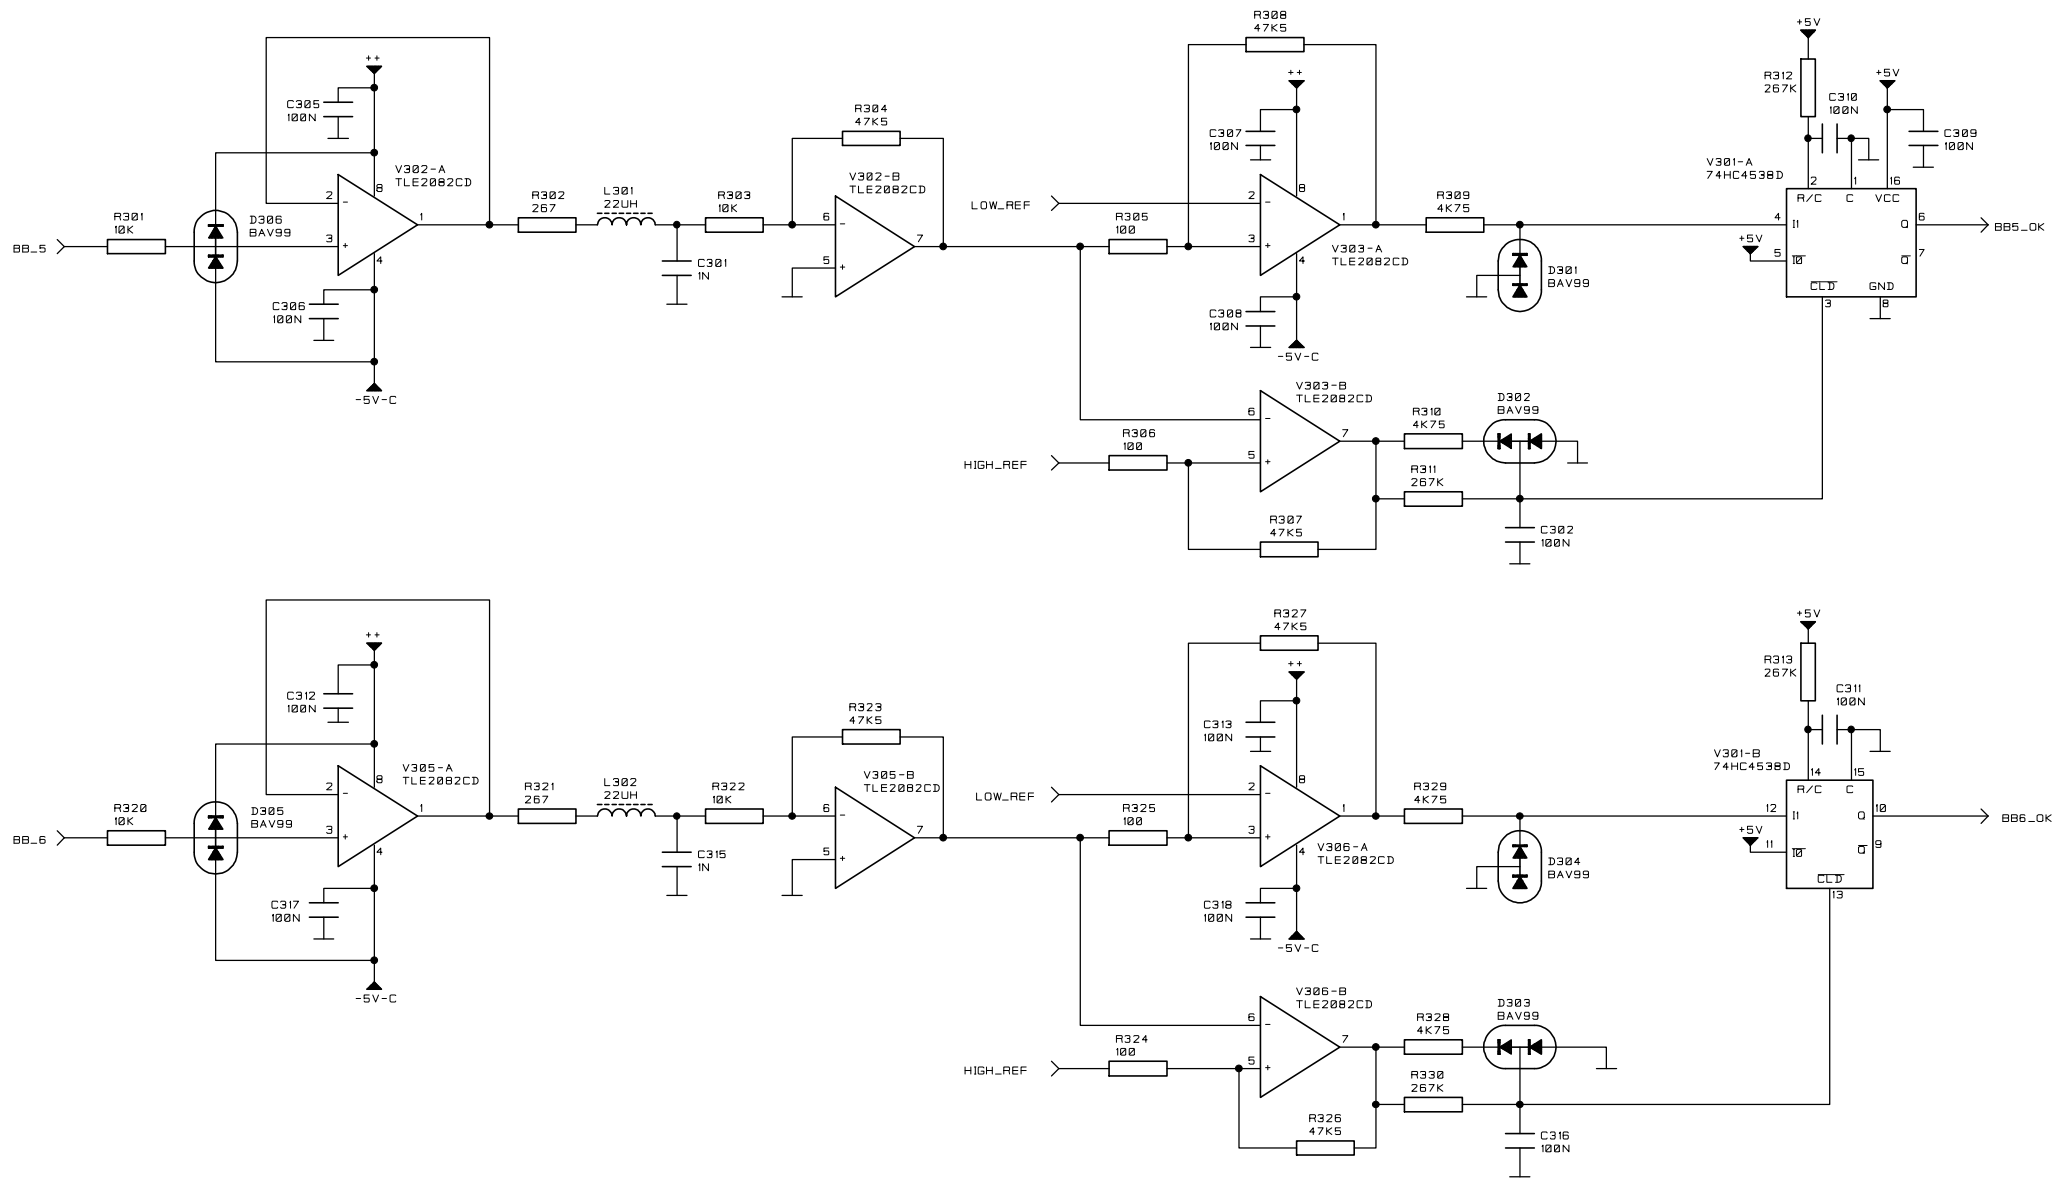 R308
47K5
+5V
++
++
R312
267K
+5V
C310
100N
C305
100N
R304
47K5
C307
100N
C309
100N
V302-A
TLE2082CD
V302-B
TLE2082CD
V301-A
74HC4538D
8
2
-
R302
267
L301
22UH
R303
10K
LOW_REF
2
-
8
R309
4K75
2
1
16
R/C
C
VCC
R301
10K
D306
BAV99
1
6
-
R305
100
1
4
I1
Q
6
BB5_OK
BB_5
3
+
7
3
+
V303-A
TLE2082CD
+5V
5
I0
Q
7
4
C301
1N
5
+
4
D301
BAV99
CLD
GND
3
8
C306
100N
C308
100N
-5V-C
-5V-C
V303-B
TLE2082CD
D302
BAV99
6
-
R310
4K75
7
R306
100
HIGH_REF
5
+
R311
267K
R307
47K5
C302
100N
R327
47K5
+5V
++
++
R313
267K
C312
100N
R323
47K5
C313
100N
C311
100N
V305-A
TLE2082CD
V305-B
TLE2082CD
V301-B
74HC4538D
8
2
-
R321
267
L302
22UH
R322
10K
LOW_REF
2
-
8
R329
4K75
14
15
R/C
C
R320
10K
D305
BAV99
1
6
-
R325
100
1
12
I1
Q
10
BB6_OK
BB_6
3
+
7
3
+
V306-A
TLE2082CD
+5V
11
I0
Q
9
4
C315
1N
5
+
4
D304
BAV99
CLD
13
C317
100N
C318
100N
-5V-C
-5V-C
V306-B
TLE2082CD
D303
BAV99
6
-
R328
4K75
7
R324
100
HIGH_REF
5
+
R330
267K
R326
47K5
C316
100N